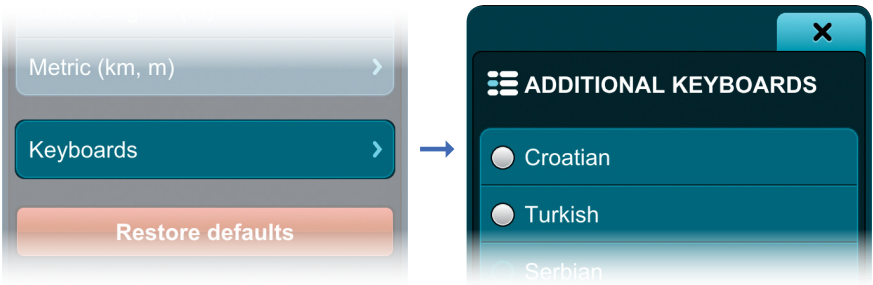 Metric (km, m)
Keyboards
Restore defaults
ADDITIONAL KEYBOARDS
Croatian
Turkish
Serbian